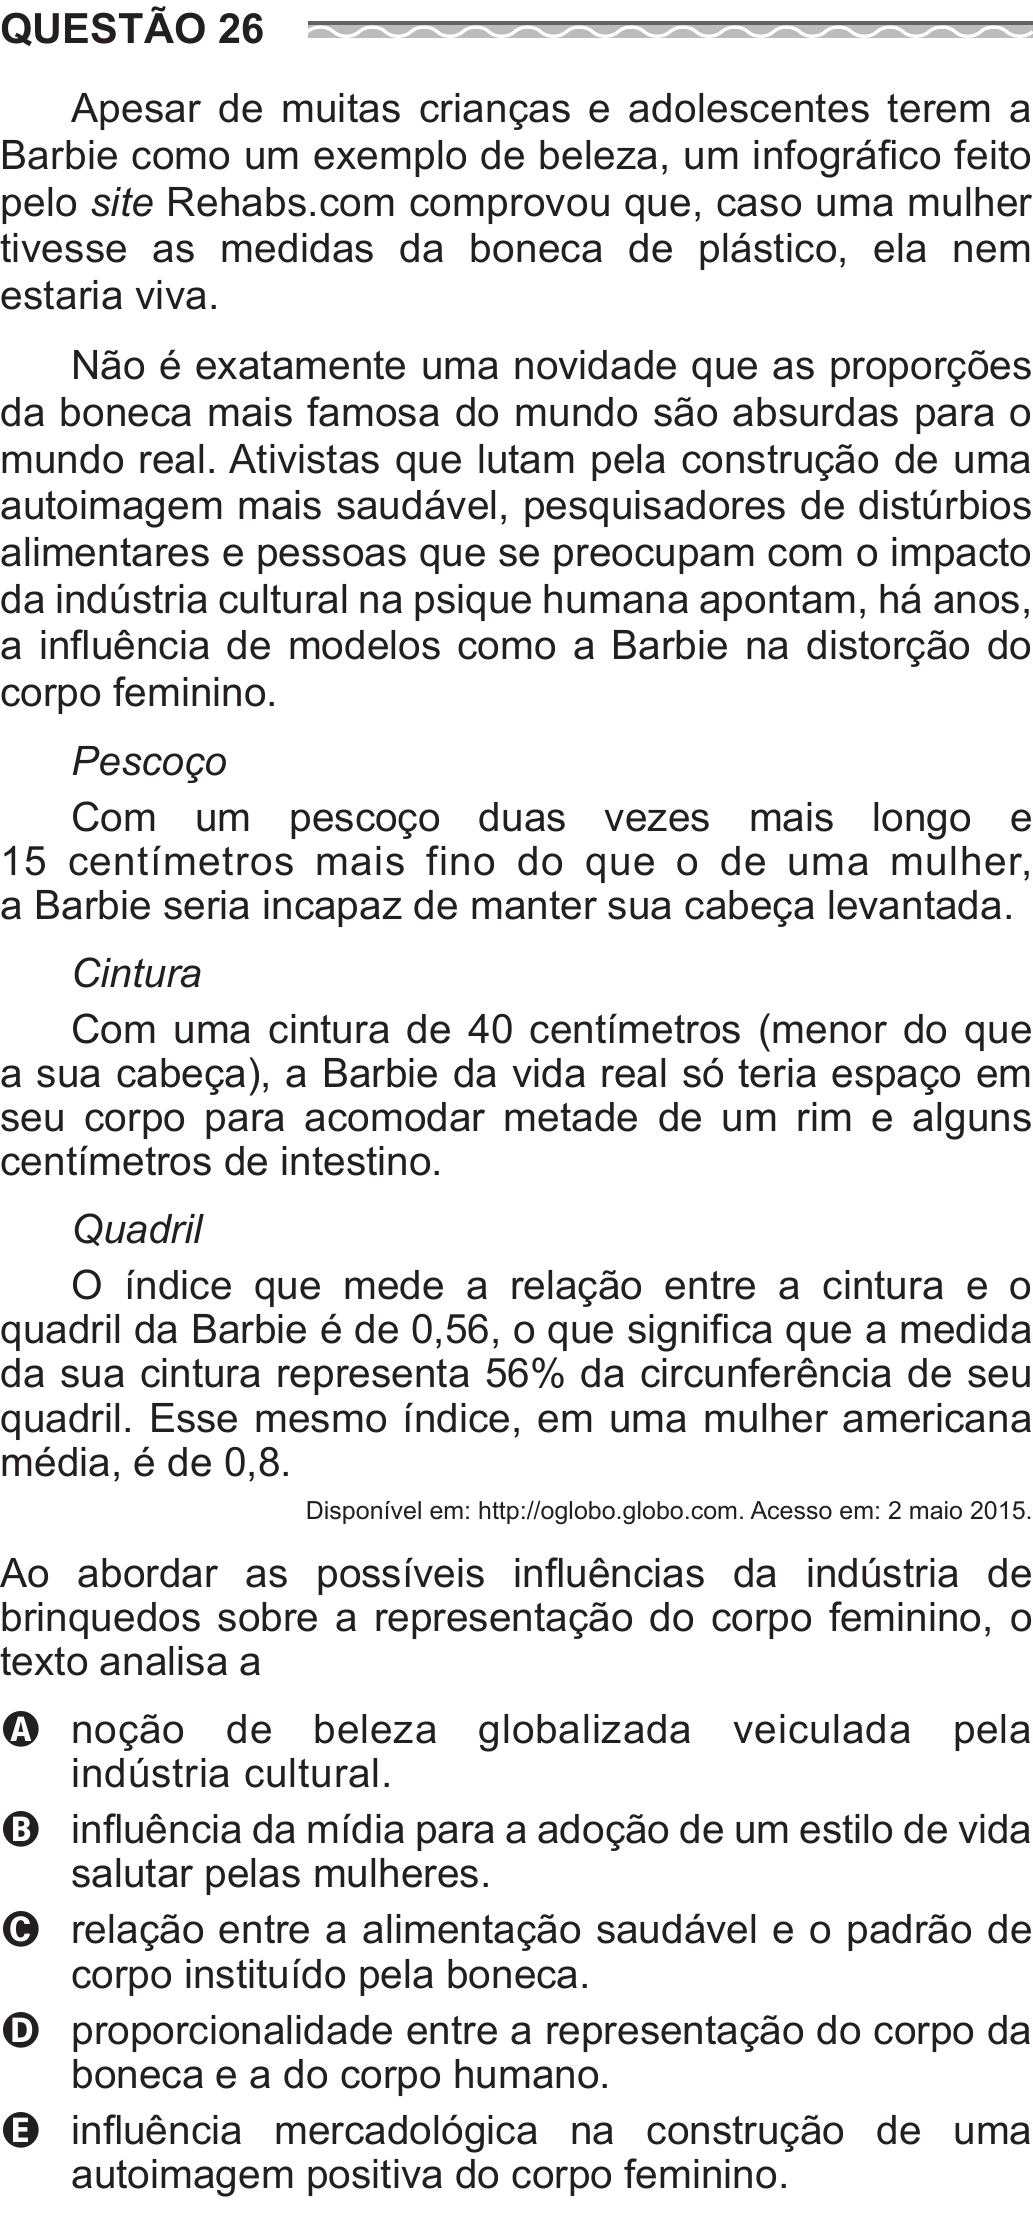 QUESTÃO 26
Apesar de muitas crianças e adolescentes terem a
Barbie como um exemplo de beleza, um infográfico feito
pelo site Rehabs.com comprovou que, caso uma mulher
tivesse as medidas da boneca de plástico, ela nem
estaria viva.
Não é exatamente uma novidade que as proporções
da boneca mais famosa do mundo são absurdas para o
mundo real. Ativistas que lutam pela construção de uma
autoimagem mais saudável, pesquisadores de distúrbios
alimentares e pessoas que se preocupam com o impacto
da indústria cultural na psique humana apontam, há anos,
a influência de modelos como a Barbie na distorção do
corpo feminino.
Pescoço
Com um pescoço duas vezes mais longo e
15 centímetros mais fino do que o de uma mulher,
a Barbie seria incapaz de manter sua cabeça levantada.
Cintura
Com uma cintura de 40 centímetros (menor do que
a sua cabeça), a Barbie da vida real só teria espaço em
seu corpo para acomodar metade de um rim e alguns
centímetros de intestino.
Quadril
O índice que mede a relação entre a cintura e o
quadril da Barbie é de 0,56, o que significa que a medida
da sua cintura representa 56% da circunferência de seu
quadril. Esse mesmo índice, em uma mulher americana
média, é de 0,8.
Disponível em: http://oglobo.globo.com. Acesso em: 2 maio 2015.
Ao abordar as possíveis influências da indústria de
brinquedos sobre a representação do corpo feminino, o
texto analisa a
A noção de beleza globalizada veiculada pela
indústria cultural.
B influência da mídia para a adoção de um estilo de vida
salutar pelas mulheres.
C relação entre a alimentação saudável e o padrão de
corpo instituído pela boneca.
D proporcionalidade entre a representação do corpo da
boneca e a do corpo humano.
E influência mercadológica na construção de uma
autoimagem positiva do corpo feminino.